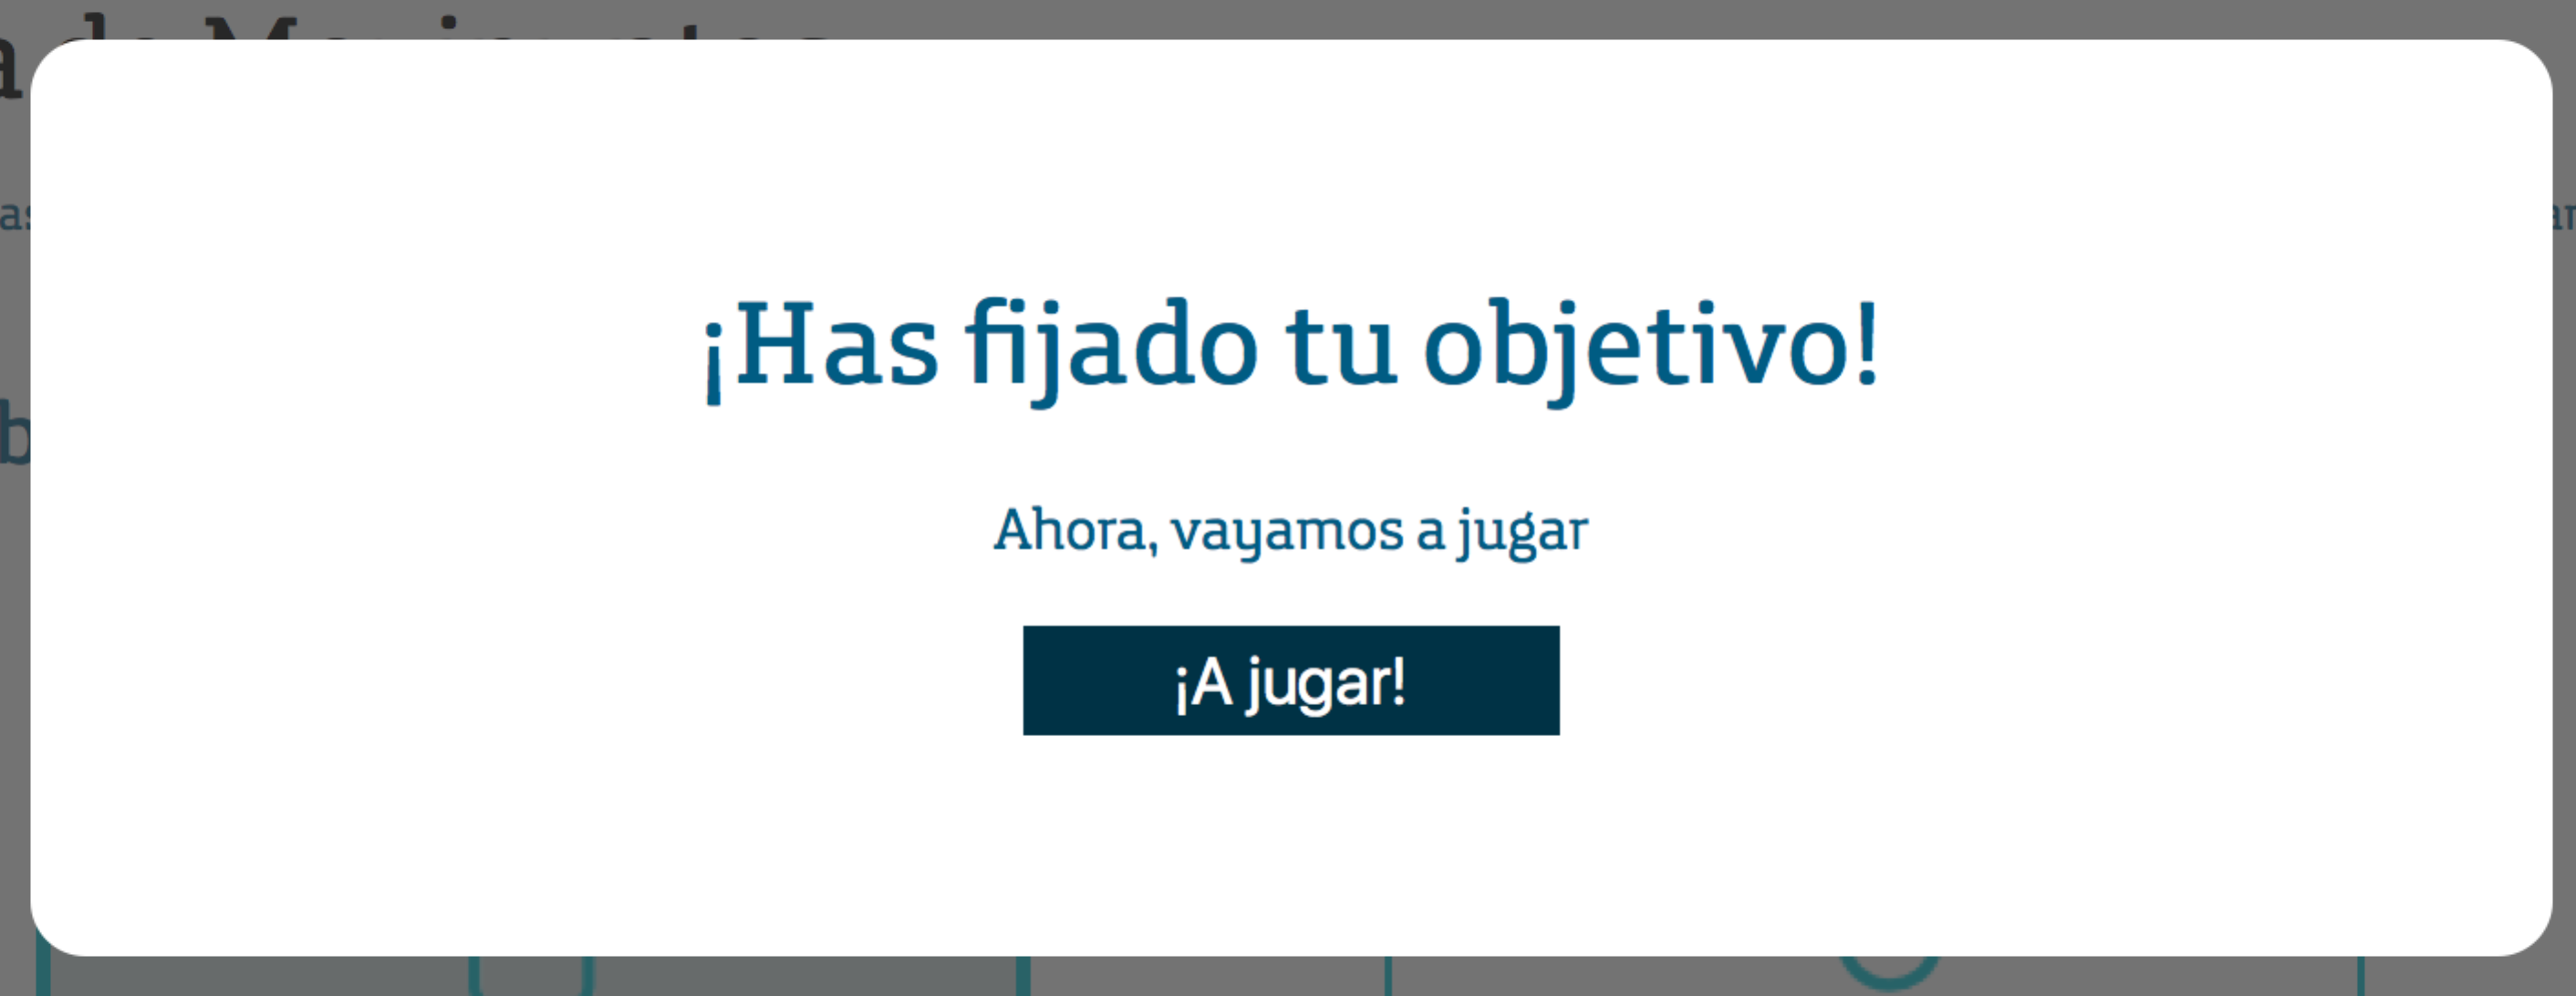 ¡Has fijado tu objetivo!
Ahora, vayamos a jugar
¡A jugar!